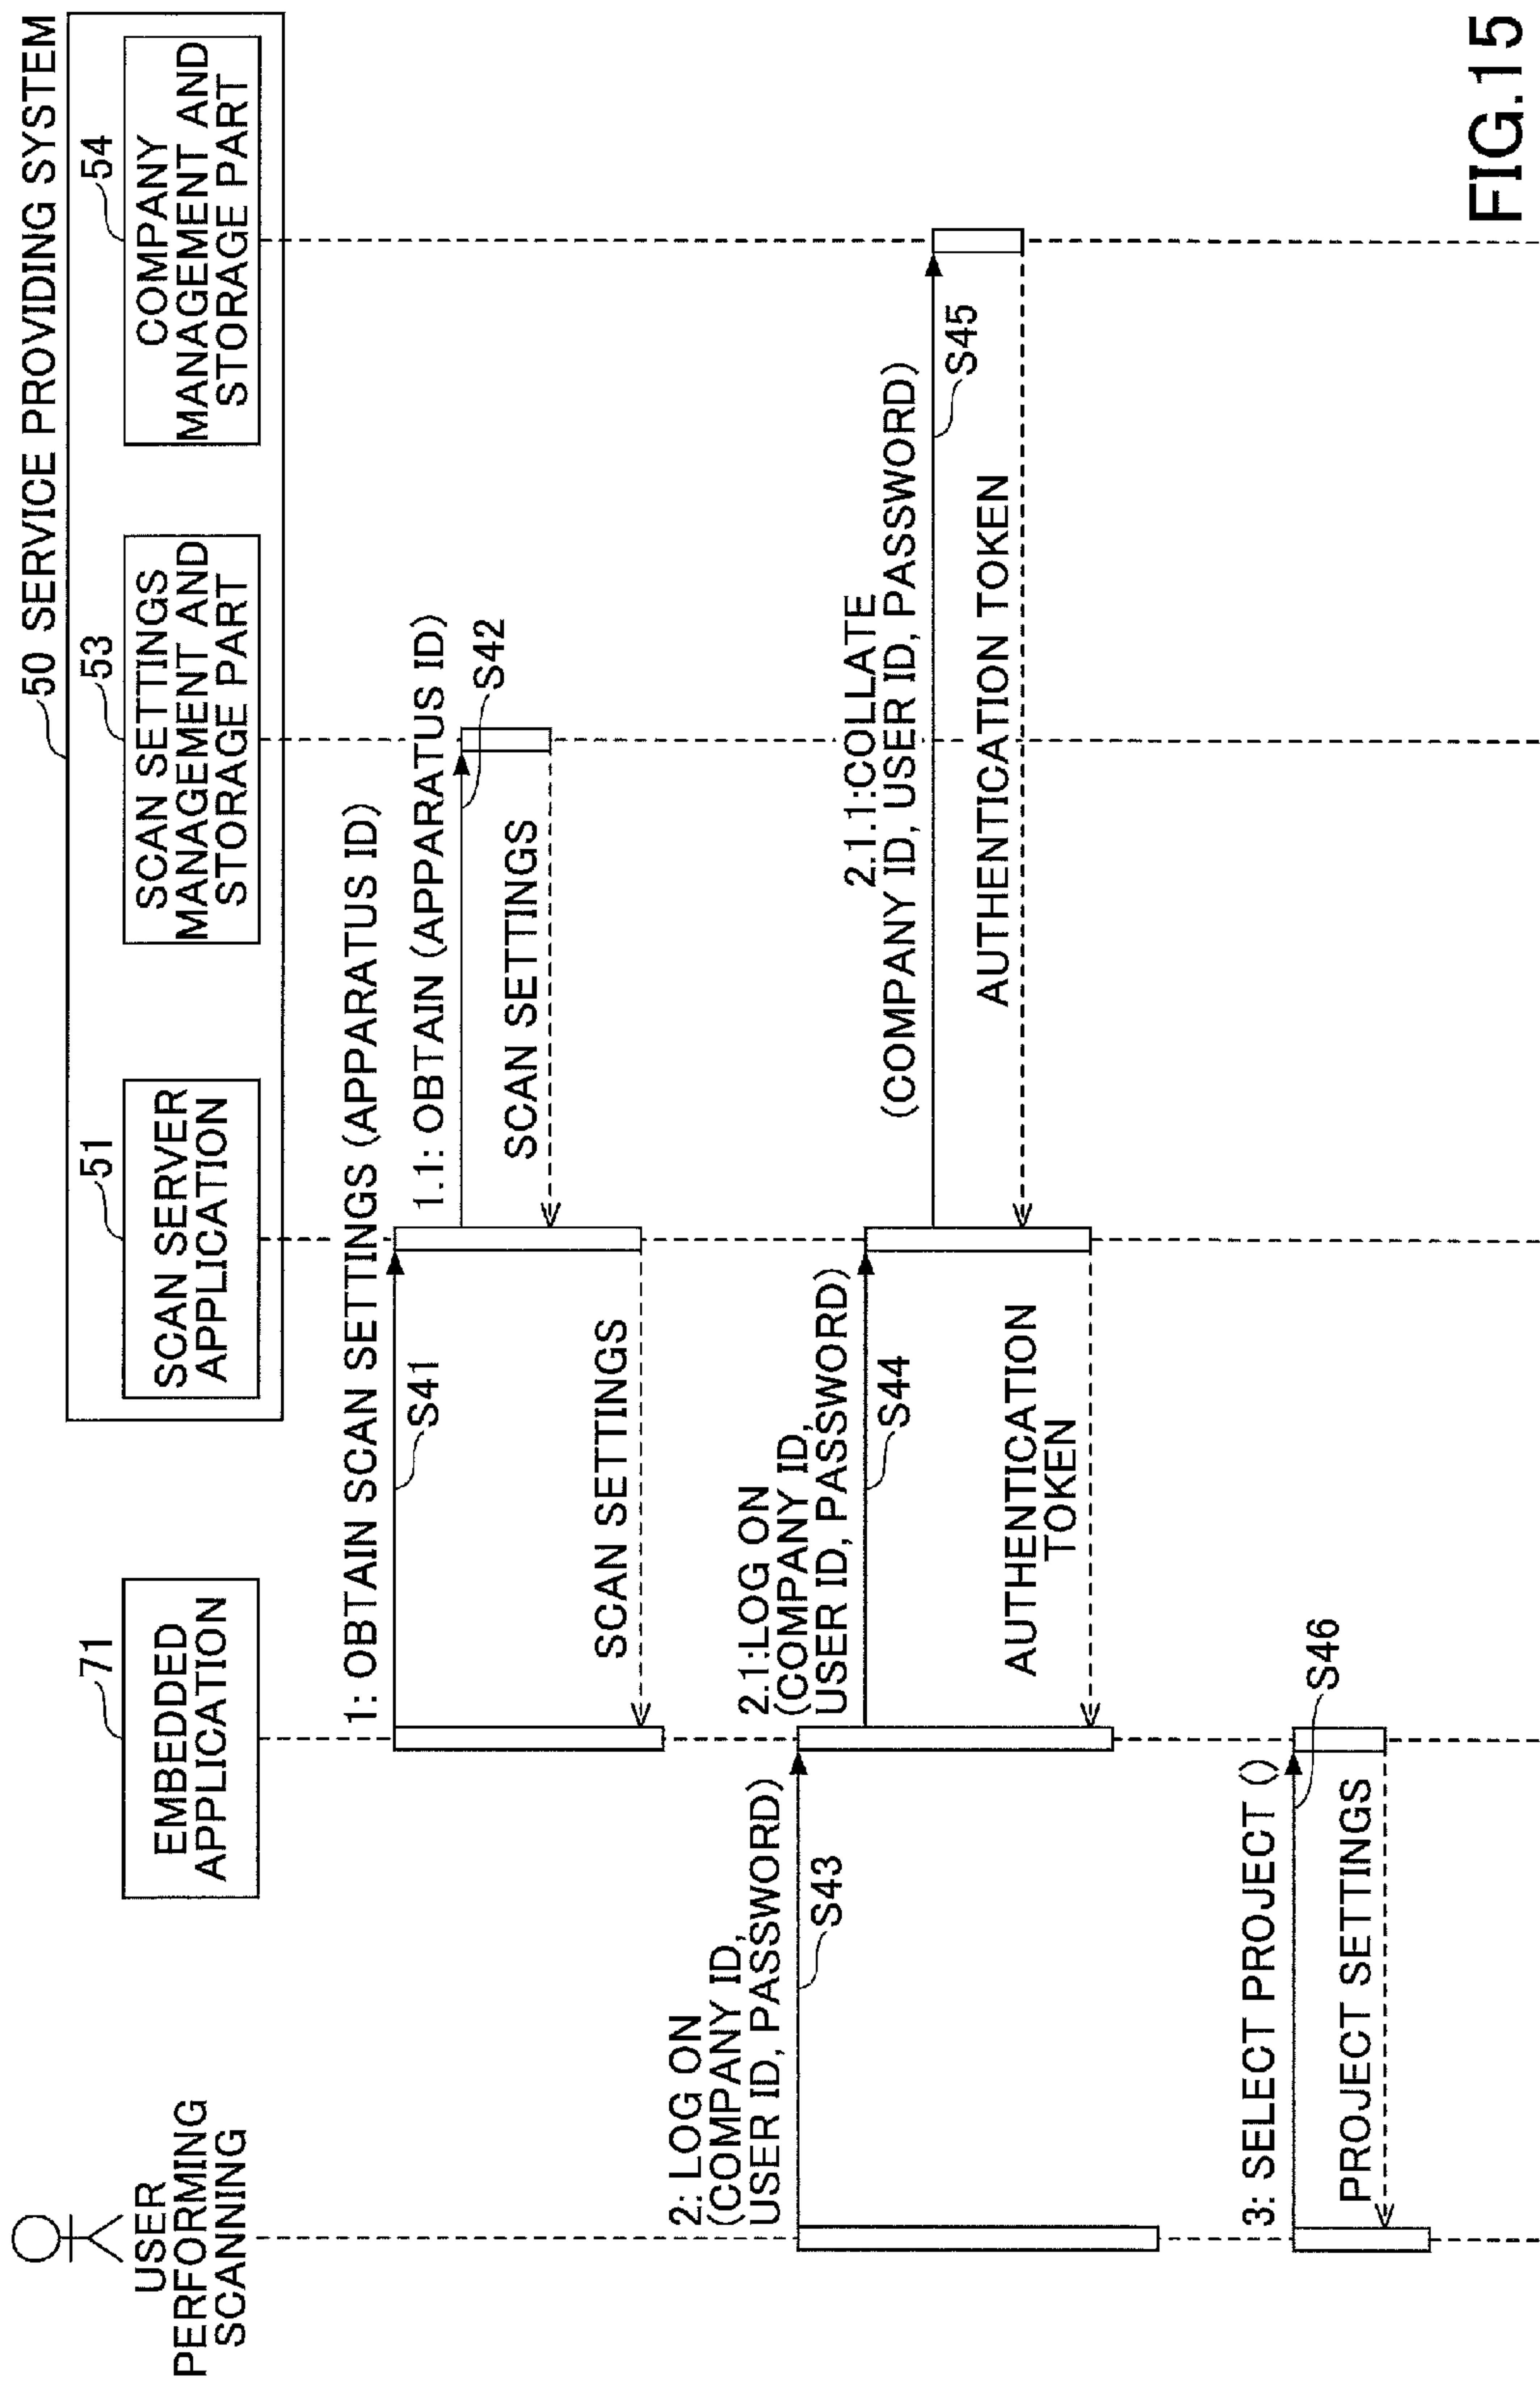 50 SERVICE PROVIDING SYSTEM
USER
PERFORMING
SCANNING
71
EMBEDDED
APPLICATION
51
SCAN SERVER
APPLICATION
53
SCAN SETTINGS
MANAGEMENT AND
STORAGE PART
54
COMPANY
MANAGEMENT AND
STORAGE PART
1: OBTAIN SCAN SETTINGS (APPARATUS ID)
S41
1.1: OBTAIN (APPARATUS ID)
S42
SCAN SETTINGS
SCAN SETTINGS
2: LOG ON
(COMPANY ID,
USER ID, PASSWORD)
S43
2.1:LOG ON
(COMPANY ID,
USER ID, PASSWORD)
S44
2.1.1:COLLATE
(COMPANY ID, USER ID, PASSWORD)
S45
AUTHENTICATION TOKEN
AUTHENTICATION
TOKEN
3: SELECT PROJECT ()
S46
PROJECT SETTINGS
FIG.15